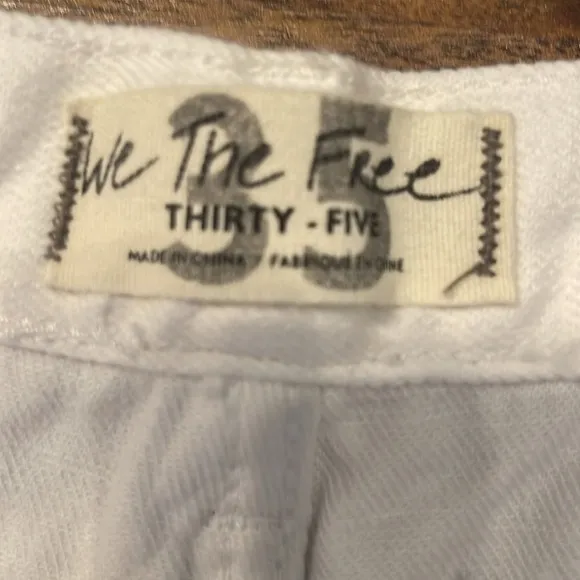 35
We The Free
THIRTY - FIVE
MADE IN CHINA / FABRIQUÉ EN CHINE